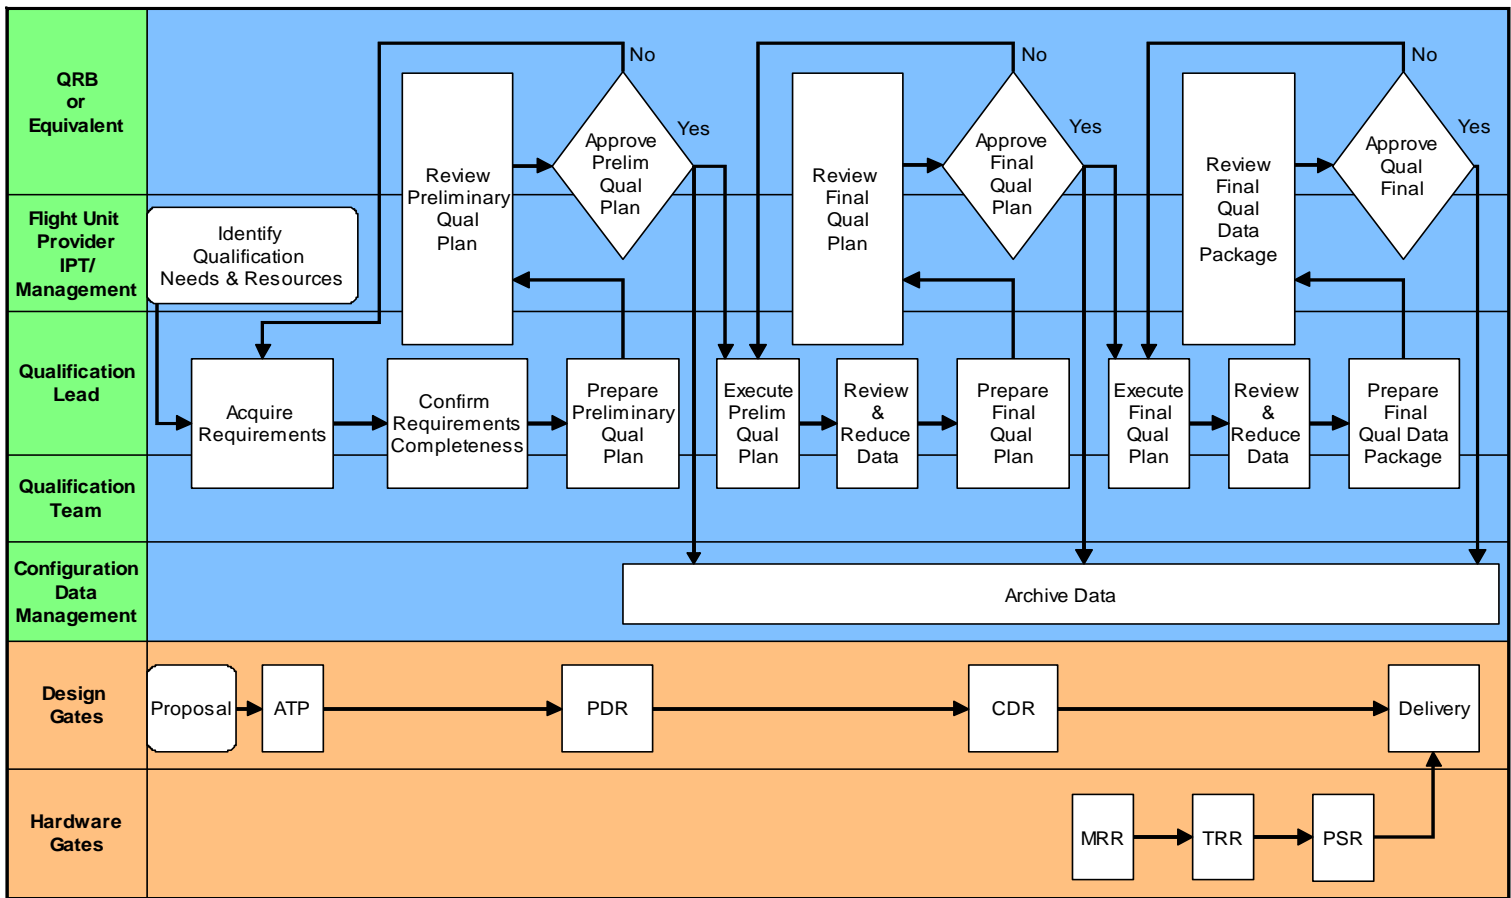 QRB
or
Equivalent
No
Yes
Review
Preliminary
Qual
Plan
Approve
Prelim
Qual
Plan
No
Yes
Review
Final
Qual
Plan
Approve
Final
Qual
Plan
No
Yes
Review
Final
Qual
Data
Package
Approve
Qual
Final
Flight Unit
Provider
IPT/
Management
Identify
Qualification
Needs & Resources
Qualification
Lead
Acquire
Requirements
Confirm
Requirements
Completeness
Prepare
Preliminary
Qual
Plan
Execute
Prelim
Qual
Plan
Review
&
Reduce
Data
Prepare
Final
Qual
Plan
Execute
Final
Qual
Plan
Review
&
Reduce
Data
Prepare
Final
Qual Data
Package
Qualification
Team
Configuration
Data
Management
Archive Data
Design
Gates
Proposal
ATP
PDR
CDR
Delivery
Hardware
Gates
MRR
TRR
PSR